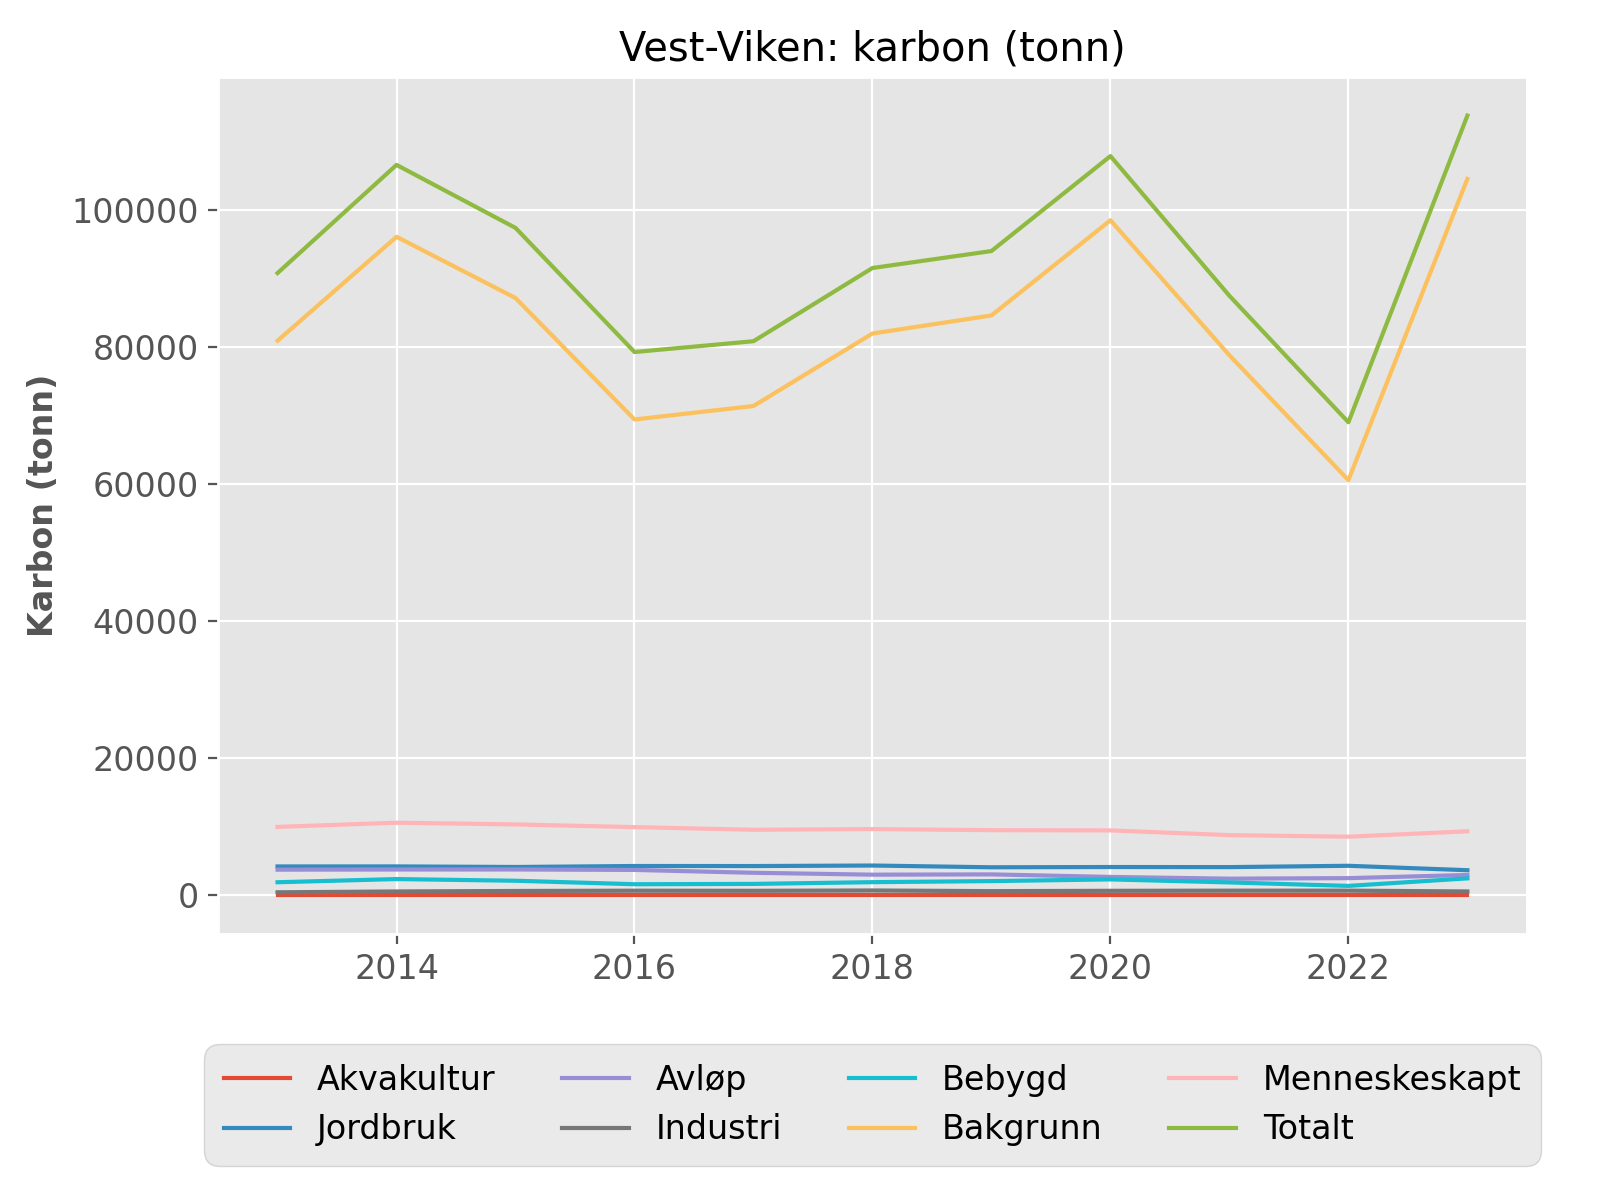 Vest-Viken: karbon (tonn)
Karbon (tonn)
100000
80000
60000
40000
20000
0
2014 2016 2018 2020 2022
Akvakultur Avløp Bebygd Menneskeskapt
Jordbruk Industri Bakgrunn Totalt